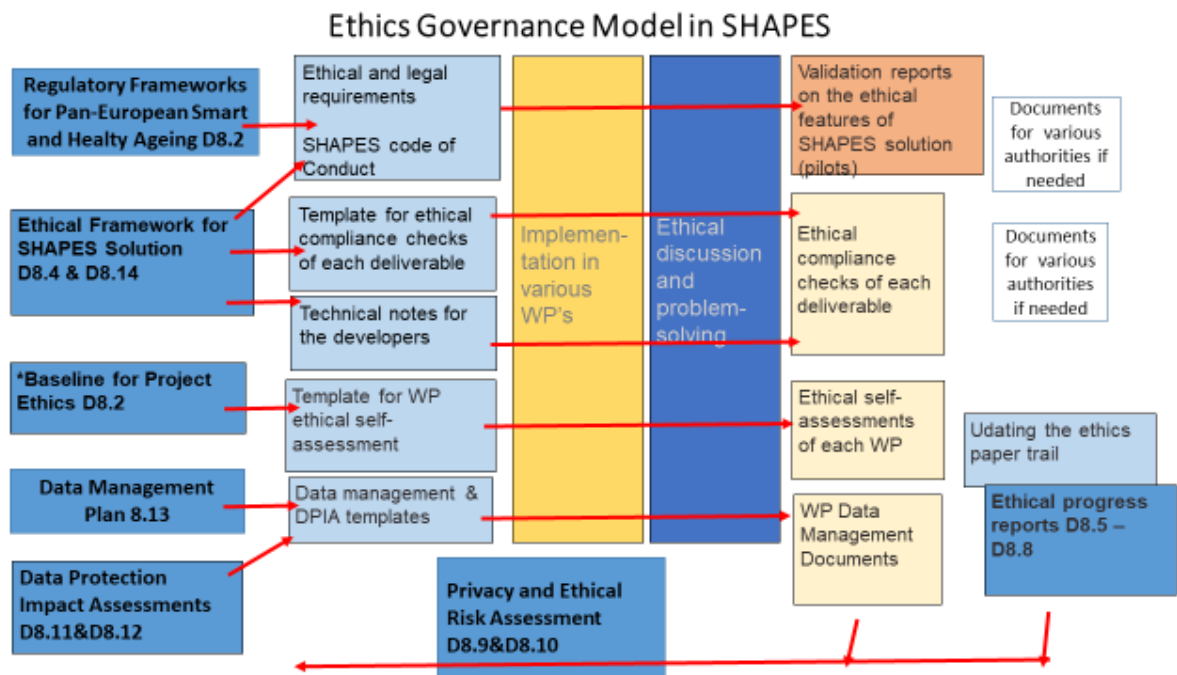 Ethics Governance Model in SHAPES
Regulatory Frameworks
for Pan-European Smart
and Healty Ageing D8.2
Ethical Framework for
SHAPES Solution
D8.4 & D8.14
*Baseline for Project
Ethics D8.2
Data Management
Plan 8.13
Data Protection
Impact Assessments
D8.11&D8.12
Ethical and legal
requirements
SHAPES code of
Conduct
Template for ethical
compliance checks
of each deliverable
Technical notes for
the developers
Template for WP
ethical self-
assessment
Data management &
DPIA templates
Implemen-
tation in
various
WP's
Ethical
discussion
and
problem-
solving
Privacy and Ethical
Risk Assessment
D8.9&D8.10
Validation reports
on the ethical
features of
SHAPES solution
(pilots)
Ethical
compliance
checks of each
deliverable
Ethical self-
assessments
of each WP
WP Data
Management
Documents
Documents
for various
authorities if
needed
Documents
for various
authorities
if needed
Udating the ethics
paper trail
Ethical progress
reports D8.5 –
D8.8